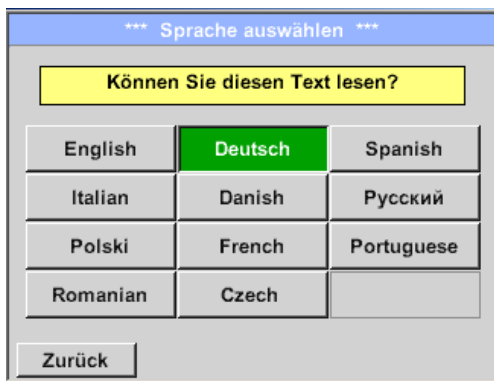 *** Sprache auswählen ***
Können Sie diesen Text lesen?
English Deutsch Spanish
Italian Danish Русский
Polski French Portuguese
Romanian Czech
Zurück